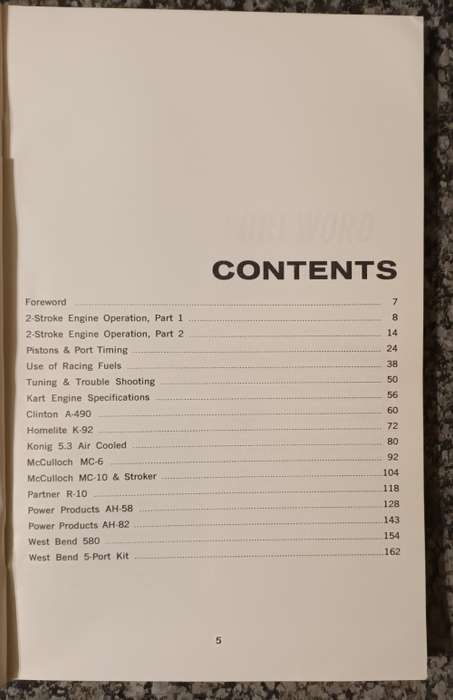 CONTENTS
Foreword 7
2-Stroke Engine Operation, Part 1 8
2-Stroke Engine Operation, Part 2 14
Pistons & Port Timing 24
Use of Racing Fuels 38
Tuning & Trouble Shooting 50
Kart Engine Specifications 56
Clinton A-490 60
Homelite K-92 72
Konig 5.3 Air Cooled 80
McCulloch MC-6 92
McCulloch MC-10 & Stroker 104
Partner R-10 118
Power Products AH-58 128
Power Products AH-82 143
West Bend 580 154
West Bend 5-Port Kit 162
5